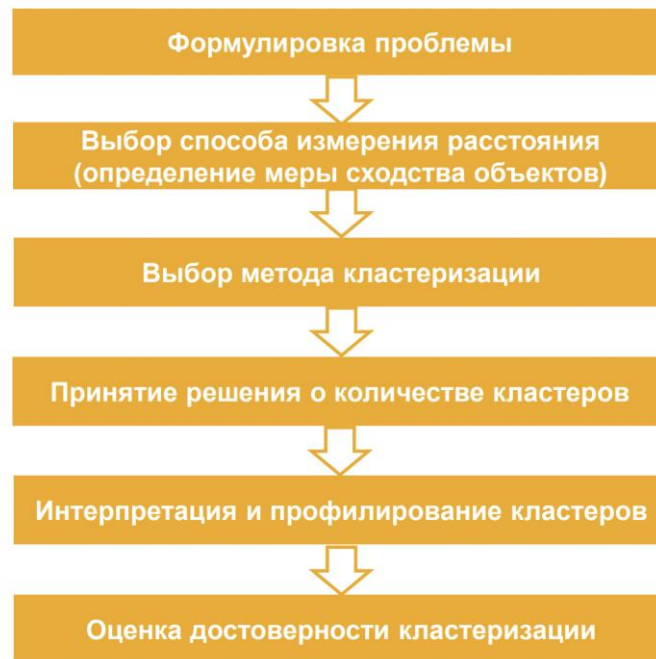 Формулировка проблемы
Выбор способа измерения расстояния
(определение меры сходства объектов)
Выбор метода кластеризации
Принятие решения о количестве кластеров
Интерпретация и профилирование кластеров
Оценка достоверности кластеризации